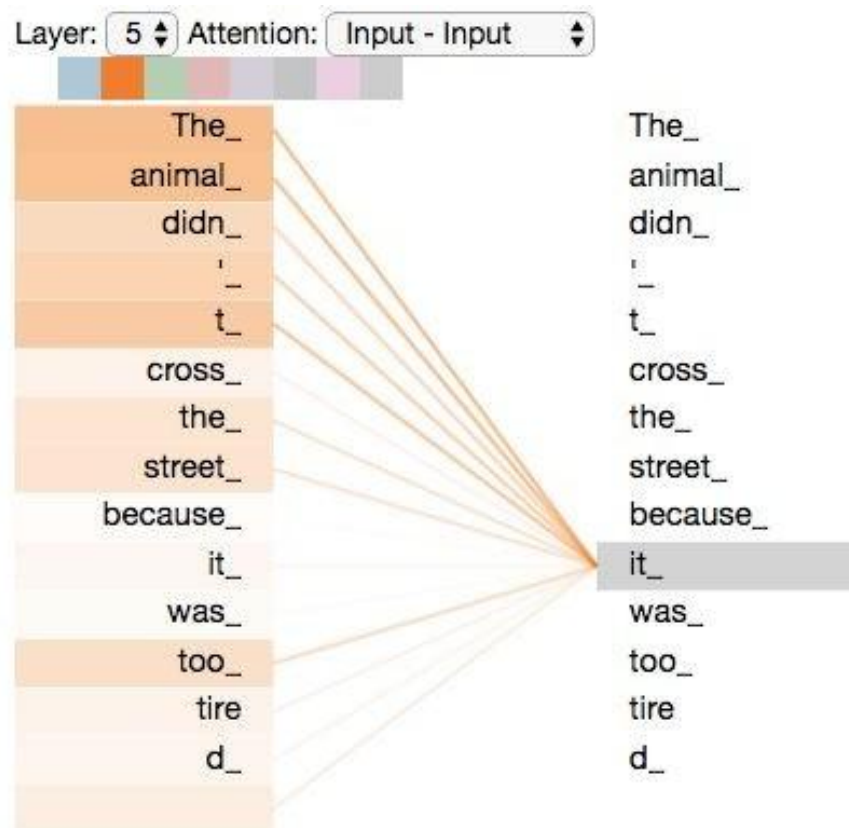 Layer: 5 Attention: Input - Input
The_ The_
animal_ animal_
didn_ didn_
'_ '_
t_ t_
cross_ cross_
the_ the_
street_ street_
because_ because_
it_ it_
was_ was_
too_ too_
tire tire
d_ d_